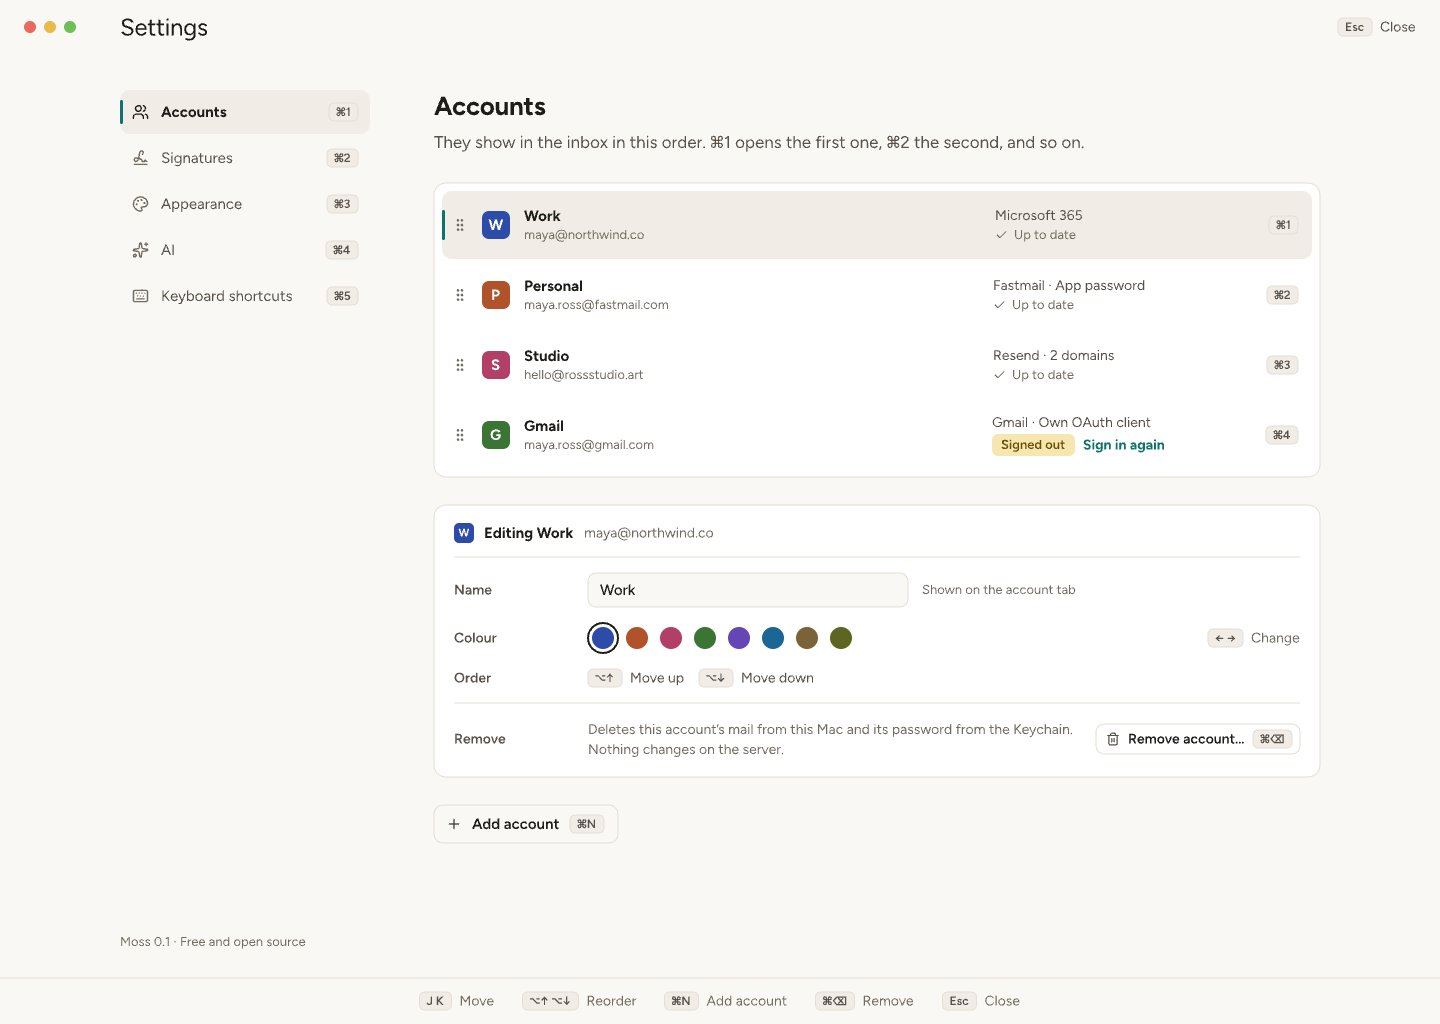 Settings
Esc Close
Accounts ⌘1
Signatures ⌘2
Appearance ⌘3
AI ⌘4
Keyboard shortcuts ⌘5
Accounts
They show in the inbox in this order. ⌘1 opens the first one, ⌘2 the second, and so on.
W Work Microsoft 365 ⌘1
maya@northwind.co Up to date
P Personal Fastmail · App password ⌘2
maya.ross@fastmail.com Up to date
S Studio Resend · 2 domains ⌘3
hello@rossstudio.art Up to date
G Gmail Gmail · Own OAuth client ⌘4
maya.ross@gmail.com Signed out Sign in again
W Editing Work maya@northwind.co
Name Work Shown on the account tab
Colour ← → Change
Order ⌥↑ Move up ⌥↓ Move down
Remove Deletes this account's mail from this Mac and its password from the Keychain.
Nothing changes on the server.
Remove account... ⌘⌫
+ Add account ⌘N
Moss 0.1 · Free and open source
J K Move ⌥↑ ⌥↓ Reorder ⌘N Add account ⌘⌫ Remove Esc Close